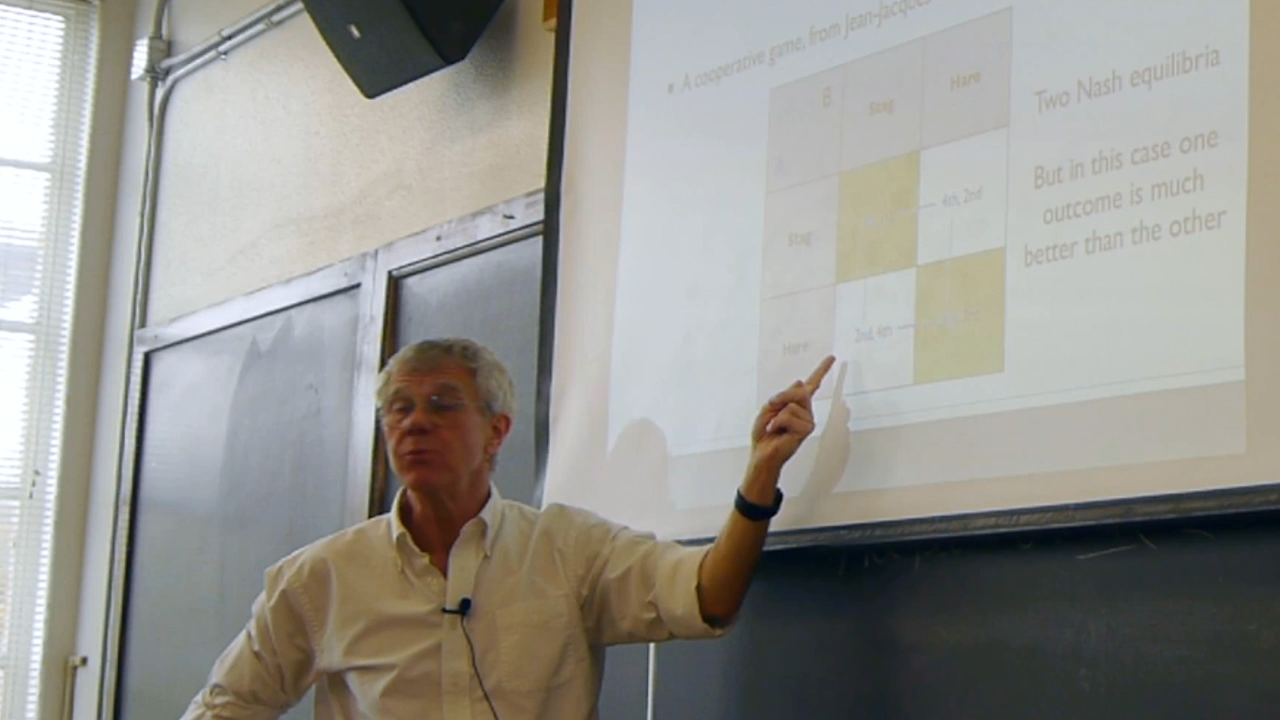 A cooperative game, from Jean-Jacques
B
Stag
Hare
Stag
4th, 2nd
Hare
2nd, 4th
Two Nash equilibria
But in this case one
outcome is much
better than the other